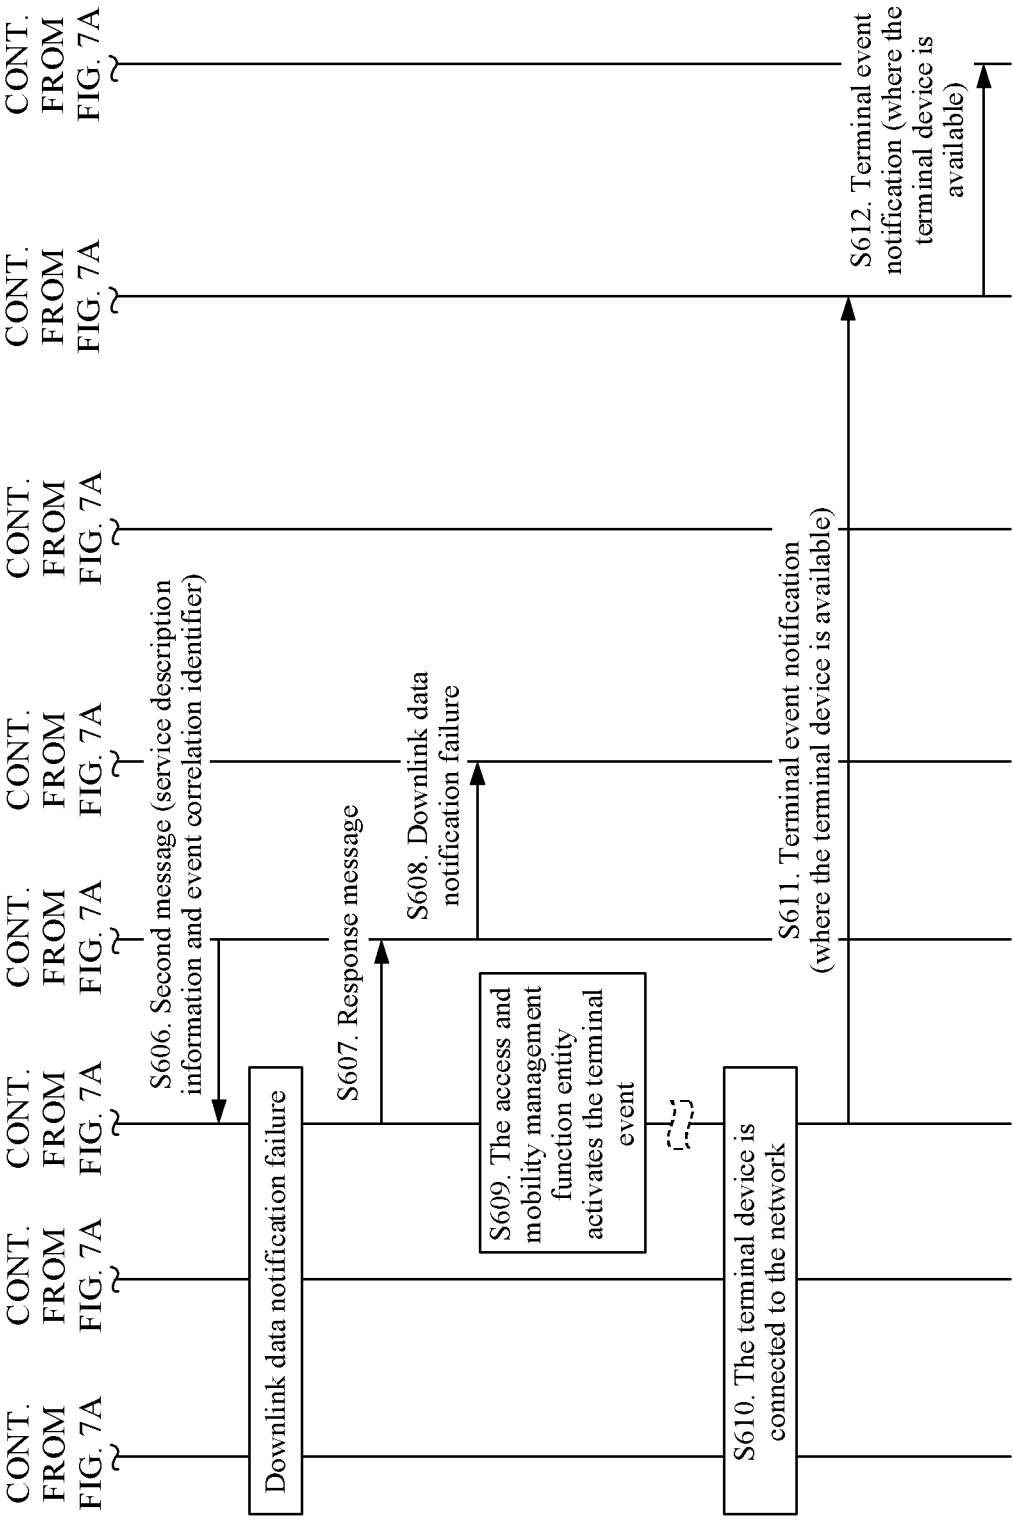 CONT.
FROM
FIG. 7A
CONT.
FROM
FIG. 7A
CONT.
FROM
FIG. 7A
CONT.
FROM
FIG. 7A
CONT.
FROM
FIG. 7A
CONT.
FROM
FIG. 7A
CONT.
FROM
FIG. 7A
CONT.
FROM
FIG. 7A
S606. Second message (service description
information and event correlation identifier)
Downlink data notification failure
S607. Response message
S608. Downlink data
notification failure
S609. The access and
mobility management
function entity
activates the terminal
event
S610. The terminal device is
connected to the network
S611. Terminal event notification
(where the terminal device is available)
S612. Terminal event
notification (where the
terminal device is
available)